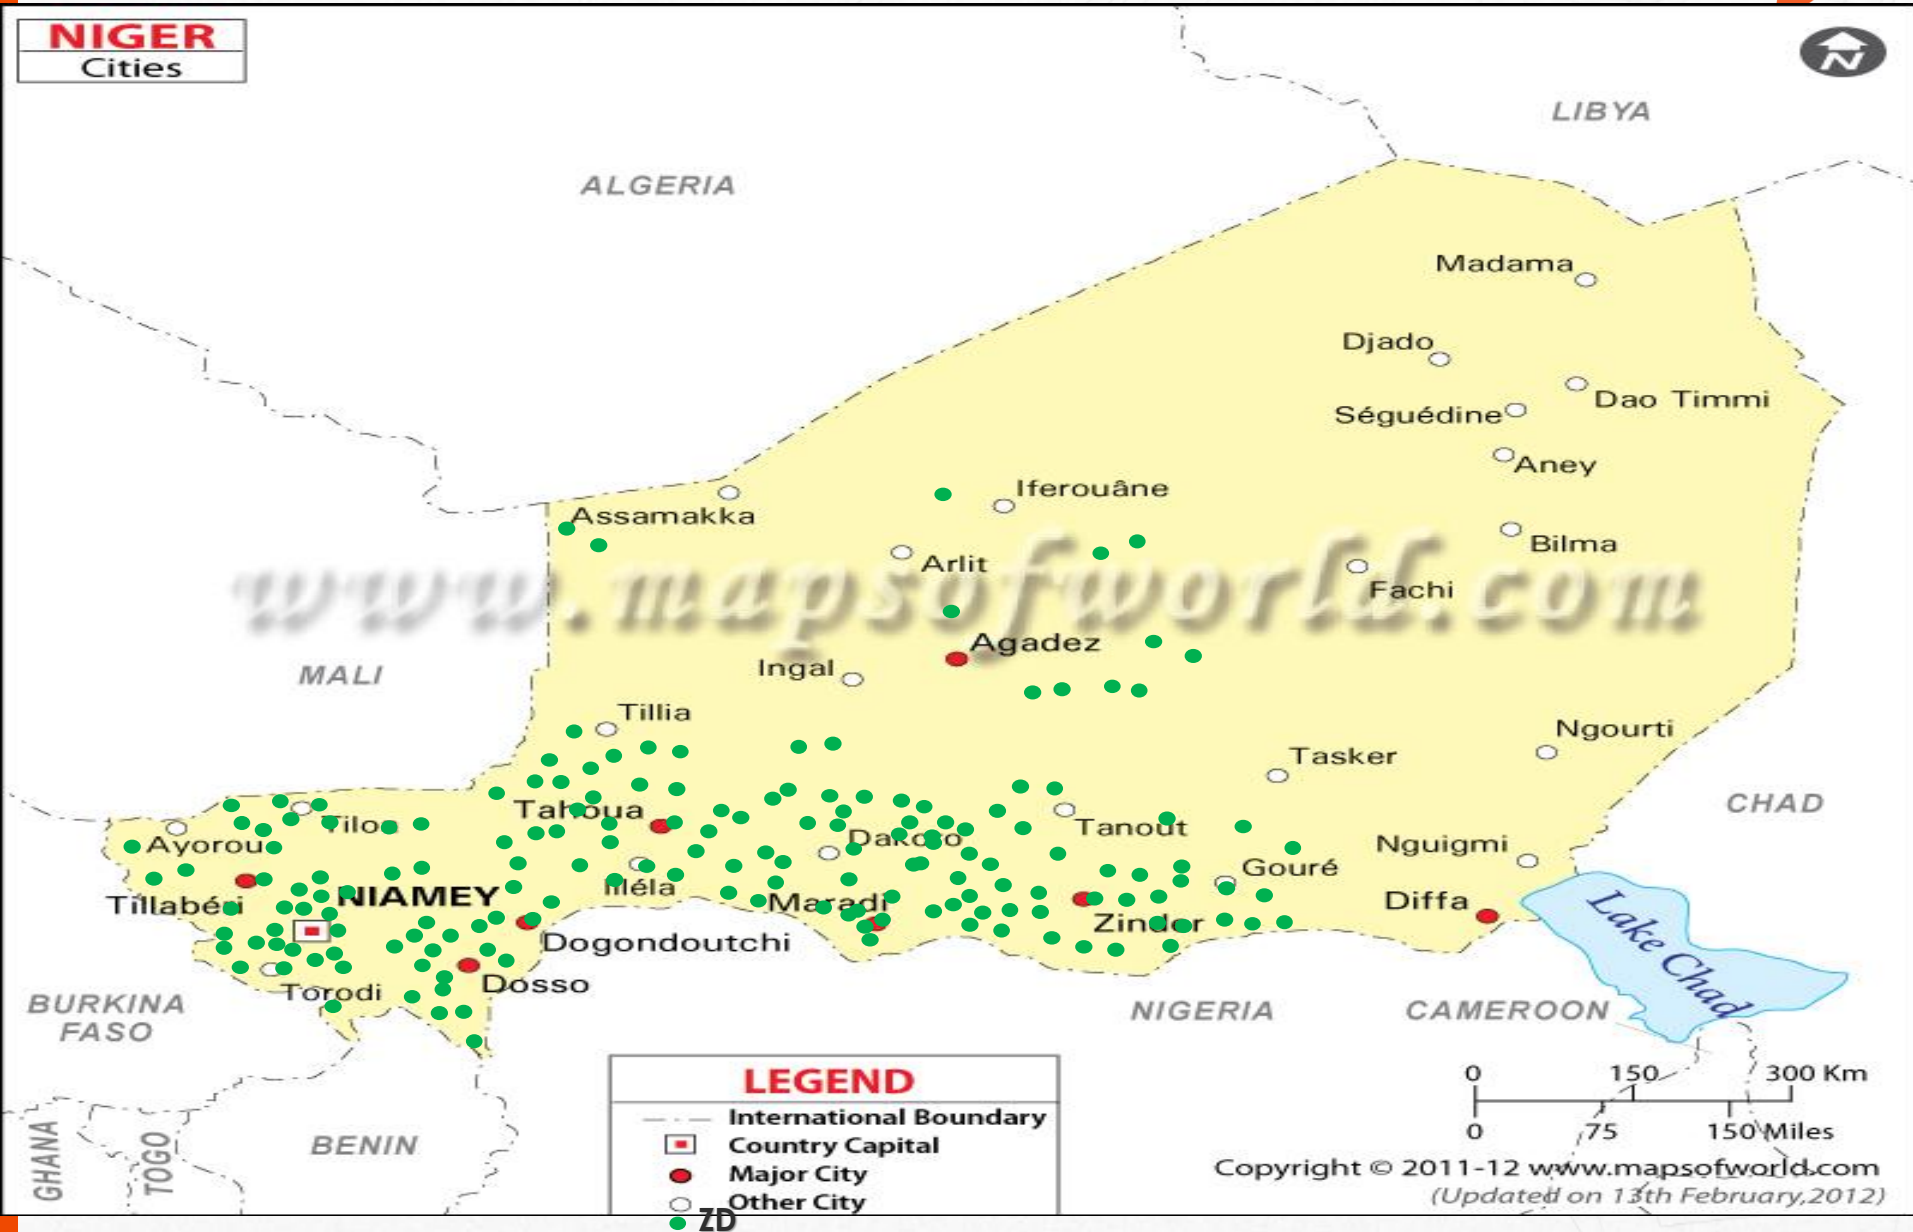 NIGER
Cities
N
LIBYA
ALGERIA
Madama
Djado
Dao Timmi
Séguédine
Aney
Iferouâne
Assamakka
Bilma
Arlit
Fachi
www.mapsofworld.com
Agadez
Ingal
MALI
Tillia
Ngourti
Tasker
CHAD
Tahoua
Tiloa
Tanout
Dakoro
Ayorou
Nguigmi
Gouré
Illéla
NIAMEY
Tillabéri
Maradi
Diffa
Zinder
Lake Chad
Dogondoutchi
Dosso
Torodi
BURKINA
FASO
NIGERIA
CAMEROON
LEGEND
International Boundary
Country Capital
Major City
Other City
ZD
0 150 300 Km
0 75 150 Miles
GHANA
TOGO
BENIN
Copyright © 2011-12 www.mapsofworld.com
(Updated on 13th February,2012)